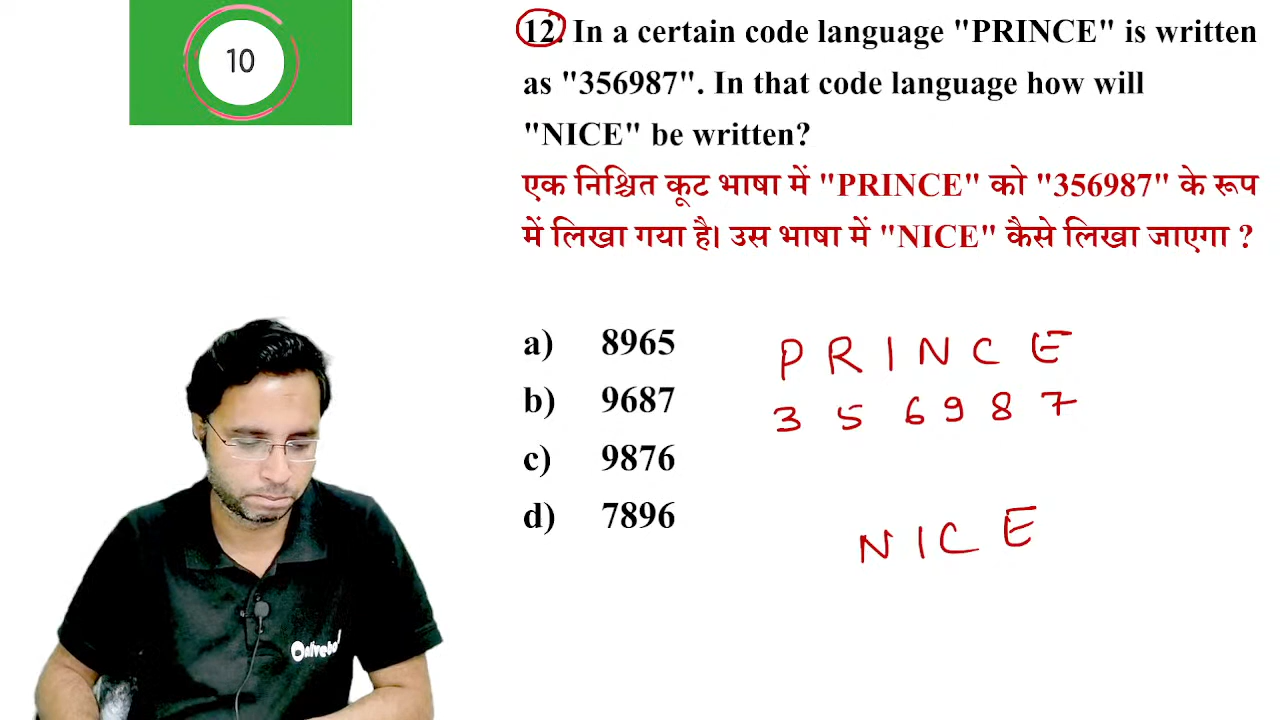 10
12. In a certain code language "PRINCE" is written
as "356987". In that code language how will
"NICE" be written?
एक निश्चित कूट भाषा में "PRINCE" को "356987" के रूप
में लिखा गया है। उस भाषा में "NICE" कैसे लिखा जाएगा ?
a) 8965
b) 9687
c) 9876
d) 7896
P R I N C E
3 5 6 9 8 7
N I C E